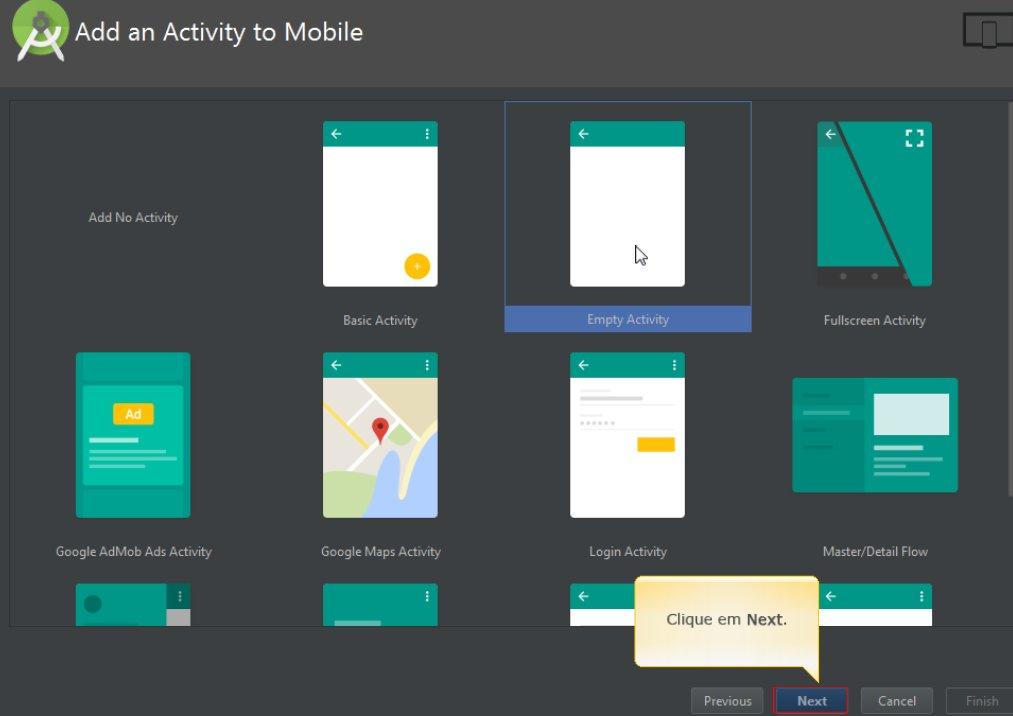 Add an Activity to Mobile
Add No Activity
Basic Activity
Empty Activity
Fullscreen Activity
Ad
Google AdMob Ads Activity
Google Maps Activity
Login Activity
Master/Detail Flow
Clique em Next.
Previous
Next
Cancel
Finish